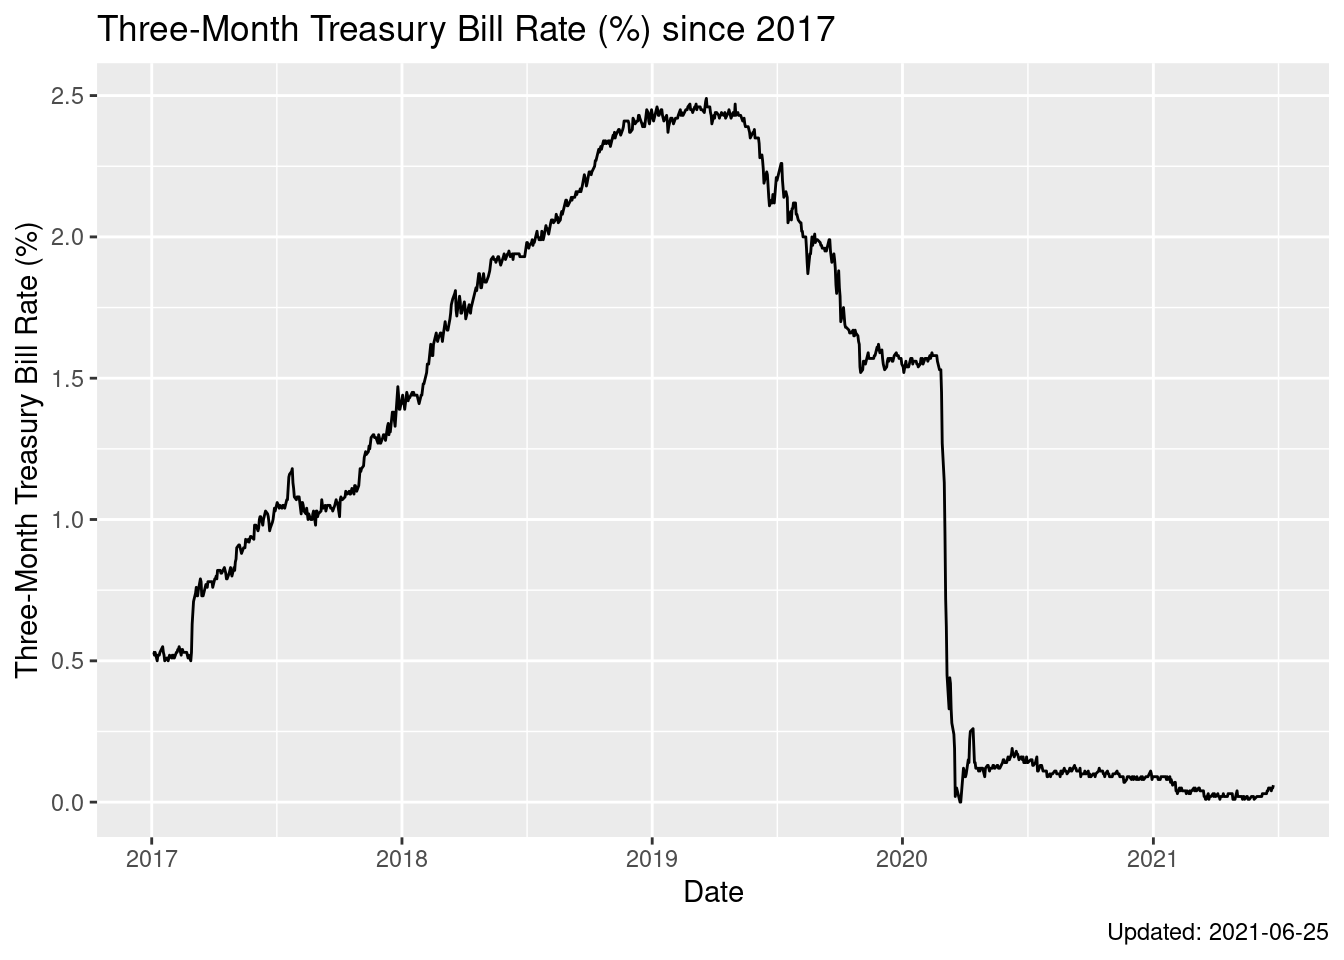 Three-Month Treasury Bill Rate (%) since 2017
Three-Month Treasury Bill Rate (%)
2.5
2.0
1.5
1.0
0.5
0.0
2017 2018 2019 2020 2021
Date
Updated: 2021-06-25